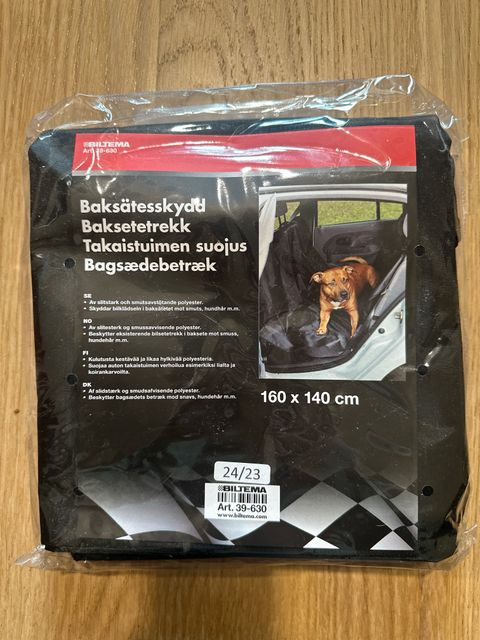 BILTEMA
Art. 39-630
Baksätesskydd
Baksetetrekk
Takaistuimen suojus
Bagsædebetræk
SE
• Av slitstark och smutsavstötande polyester.
• Skyddar bilklädseln i baksätet mot smuts, hundhår m.m.
NO
• Av slitesterk og smussavvisende polyester.
• Beskytter eksisterende bilsetetrekk i baksete mot smuss,
hundehår m.m.
FI
• Kulutusta kestävää ja likaa hylkivää polyesteria.
• Suojaa auton takaistuimen verhoilua esimerkiksi lialta ja
koirankarvoilta.
DK
• Af slidstærk og smudsafvisende polyester.
• Beskytter bagsædets betræk mod snavs, hundehår m.m.
160 x 140 cm
24/23
BILTEMA
Art. 39-630
www.biltema.com